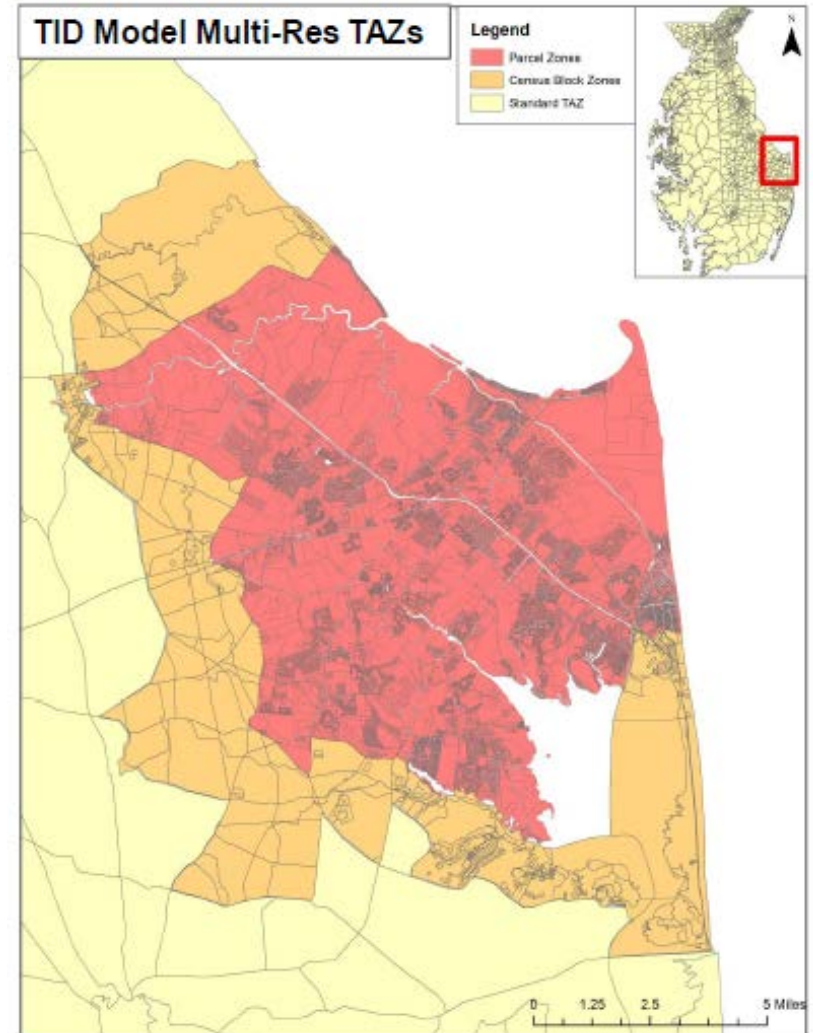 TID Model Multi-Res TAZs
Legend
Parcel Zones
Census Block Zones
Standard TAZ
N
0 1.25 2.5 5 Miles